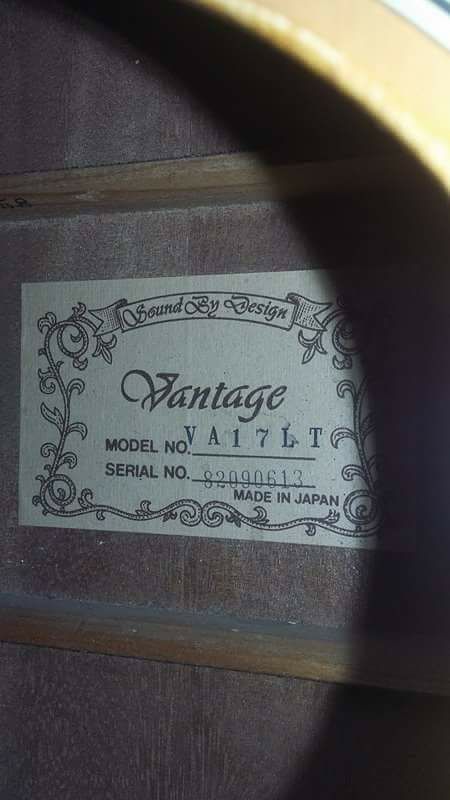 Sound By Design
Vantage
MODEL NO. VA17LT
SERIAL NO. 82090613
MADE IN JAPAN